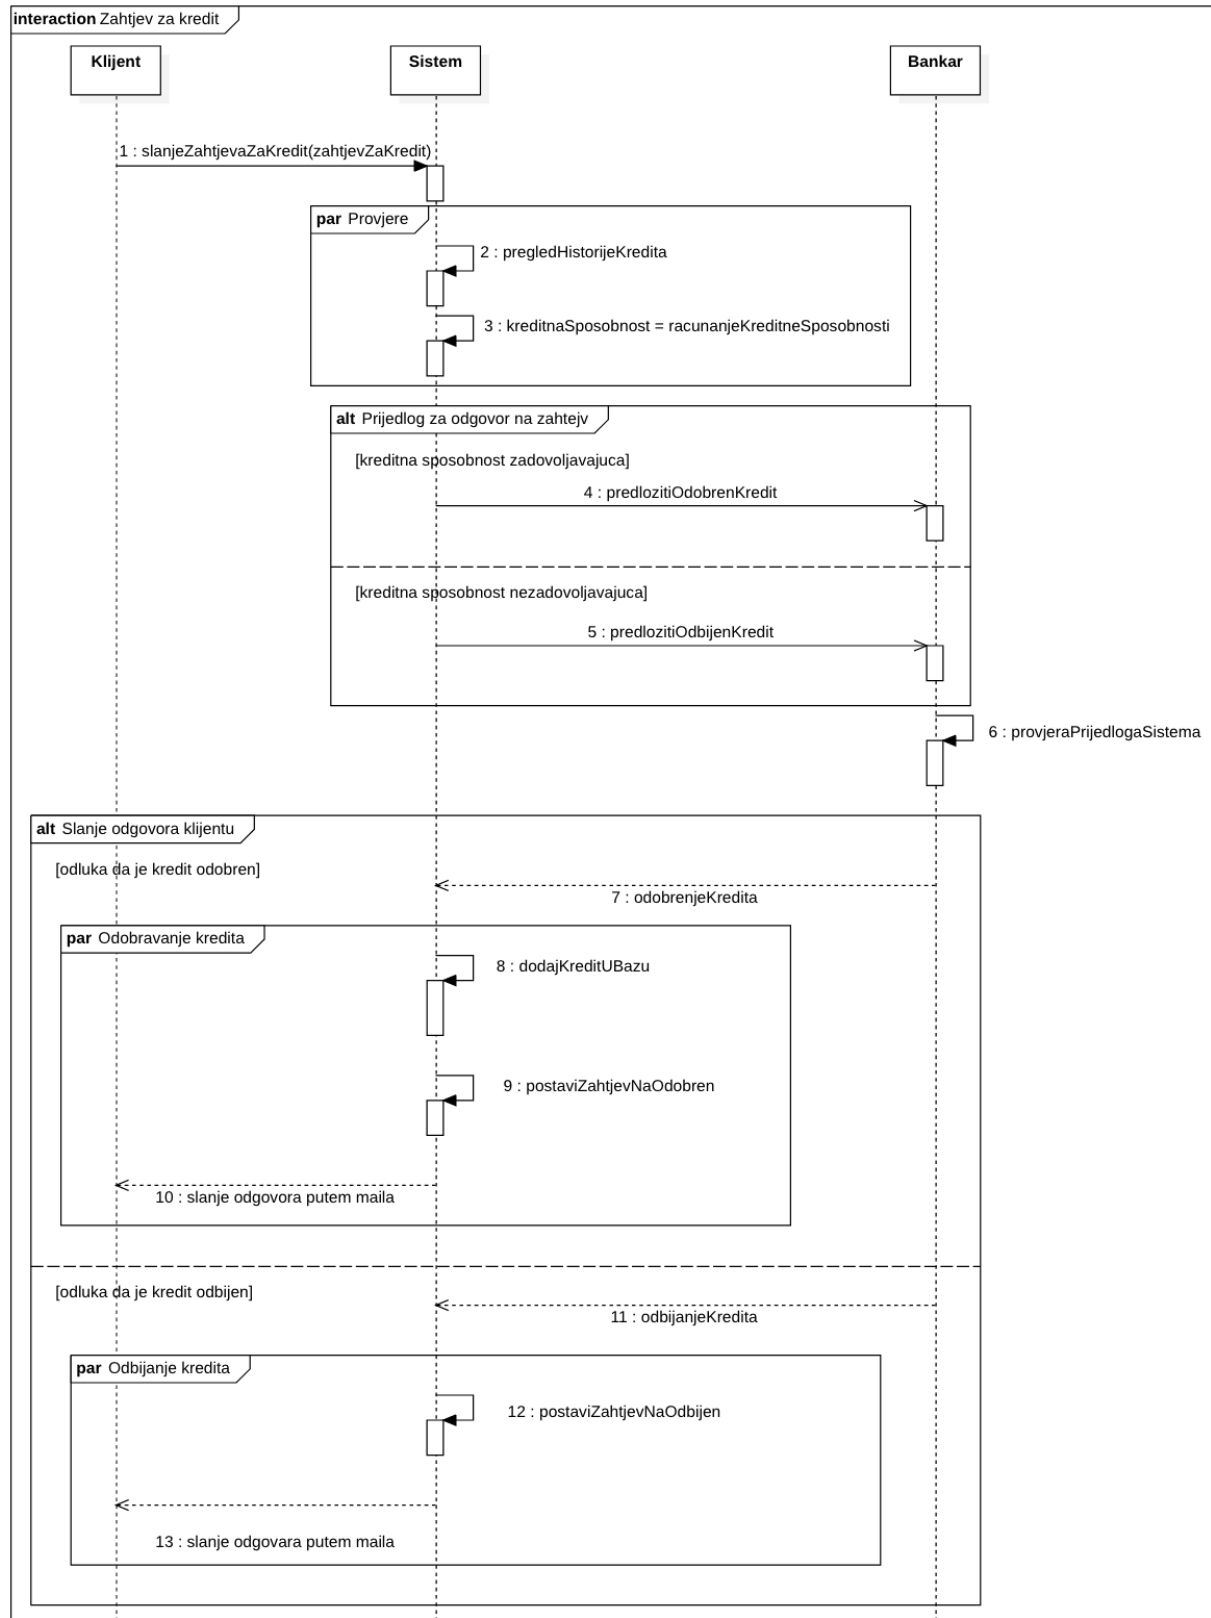 interaction Zahtjev za kredit
Klijent
Sistem
Bankar
1 : slanjeZahtjevaZaKredit(zahtjevZaKredit)
par Provjere
2 : pregledHistorijeKredita
3 : kreditnaSposobnost = racunanjeKreditneSposobnosti
alt Prijedlog za odgovor na zahtejv
[kreditna sposobnost zadovoljavajuca]
4 : predlozitiOdobrenKredit
[kreditna sposobnost nezadovoljavajuca]
5 : predlozitiOdbijenKredit
6 : provjeraPrijedlogaSistema
alt Slanje odgovora klijentu
[odluka da je kredit odobren]
7 : odobrenjeKredita
par Odobravanje kredita
8 : dodajKreditUBazu
9 : postaviZahtjevNaOdobren
10 : slanje odgovora putem maila
[odluka da je kredit odbijen]
11 : odbijanjeKredita
par Odbijanje kredita
12 : postaviZahtjevNaOdbijen
13 : slanje odgovara putem maila